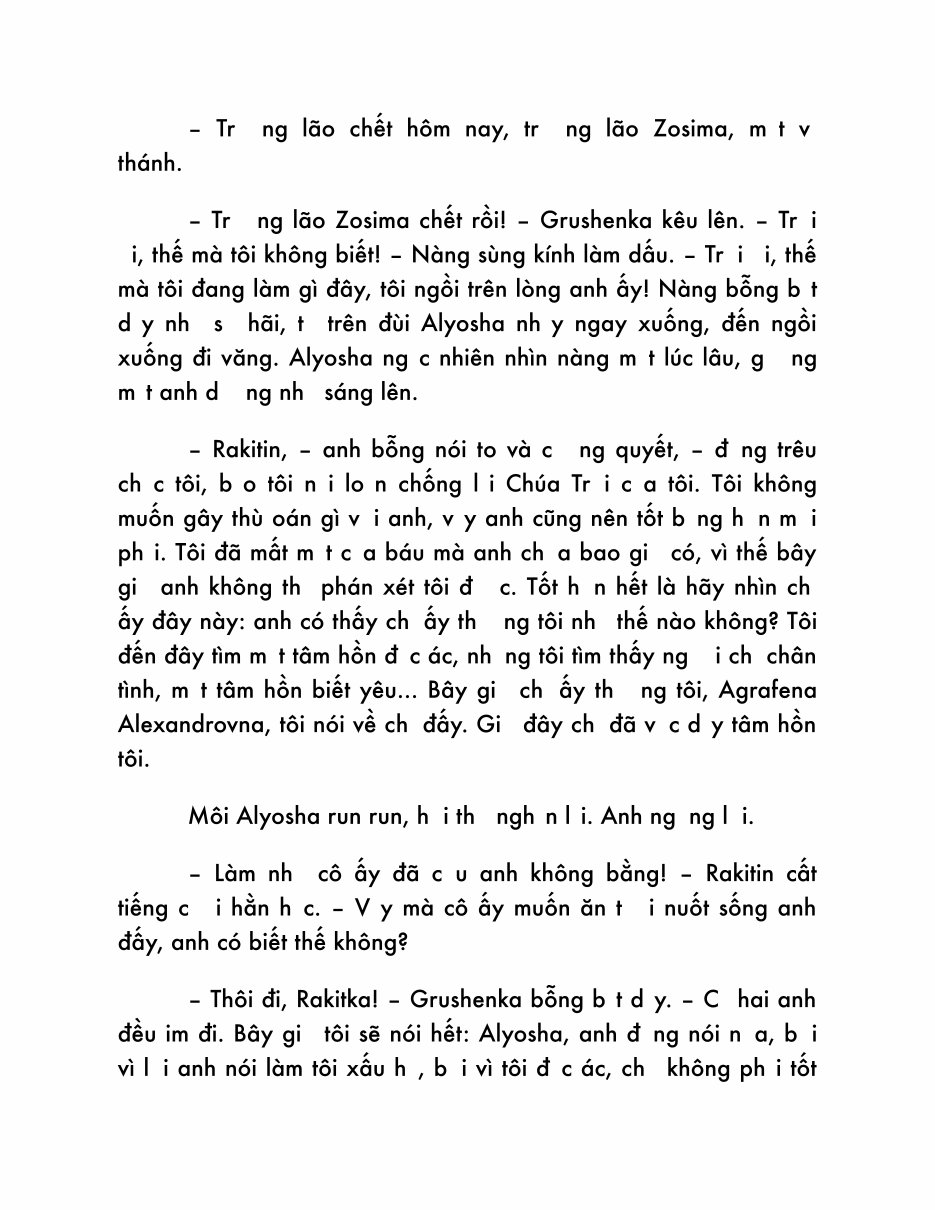 – Tr ng lão chết hôm nay, tr ng lão Zosima, m t v
thánh.
– Tr ng lão Zosima chết rồi! – Grushenka kêu lên. – Tr i
i, thế mà tôi không biết! – Nàng sùng kính làm dấu. – Tr i i, thế
mà tôi đang làm gì đây, tôi ngồi trên lòng anh ấy! Nàng bỗng b t
d y nh s hãi, t trên đùi Alyosha nh y ngay xuống, đến ngồi
xuống đi văng. Alyosha ng c nhiên nhìn nàng m t lúc lâu, g ng
m t anh d ng nh sáng lên.
– Rakitin, – anh bỗng nói to và c ng quyết, – đ ng trêu
ch c tôi, b o tôi n i lo n chống l i Chúa Tr i c a tôi. Tôi không
muốn gây thù oán gì v i anh, v y anh cũng nên tốt b ng h n m i
ph i. Tôi đã mất m t c a báu mà anh ch a bao gi có, vì thế bây
gi anh không th phán xét tôi đ c. Tốt h n hết là hãy nhìn ch
ấy đây này: anh có thấy ch ấy th ng tôi nh thế nào không? Tôi
đến đây tìm m t tâm hồn đ c ác, nh ng tôi tìm thấy ng i ch chân
tình, m t tâm hồn biết yêu... Bây gi ch ấy th ng tôi, Agrafena
Alexandrovna, tôi nói về ch đấy. Gi đây ch đã v c d y tâm hồn
tôi.
Môi Alyosha run run, h i th ngh n l i. Anh ng ng l i.
– Làm nh cô ấy đã c u anh không bằng! – Rakitin cất
tiếng c i hằn h c. – V y mà cô ấy muốn ăn t i nuốt sống anh
đấy, anh có biết thế không?
– Thôi đi, Rakitka! – Grushenka bỗng b t d y. – C hai anh
đều im đi. Bây gi tôi sẽ nói hết: Alyosha, anh đ ng nói n a, b i
vì l i anh nói làm tôi xấu h , b i vì tôi đ c ác, ch không ph i tốt